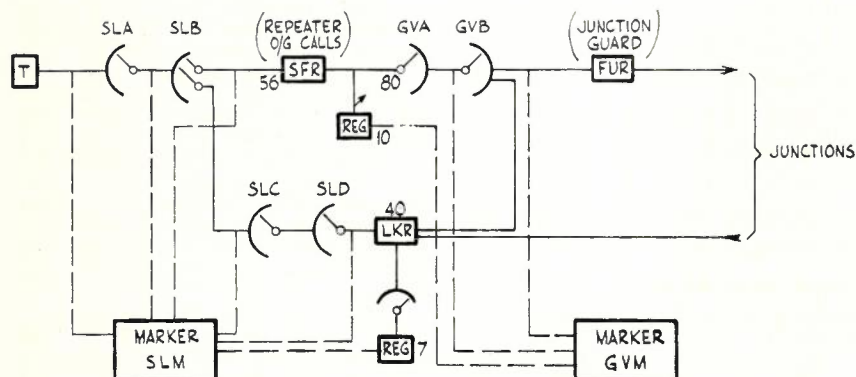 SLA
SLB
(REPEATER
O/G CALLS)
GVA
GVB
(JUNCTION
GUARD)
T
56
SFR
80
FUR
REG
10
JUNCTIONS
SLC
SLD
40
LKR
MARKER
SLM
REG
7
MARKER
GVM